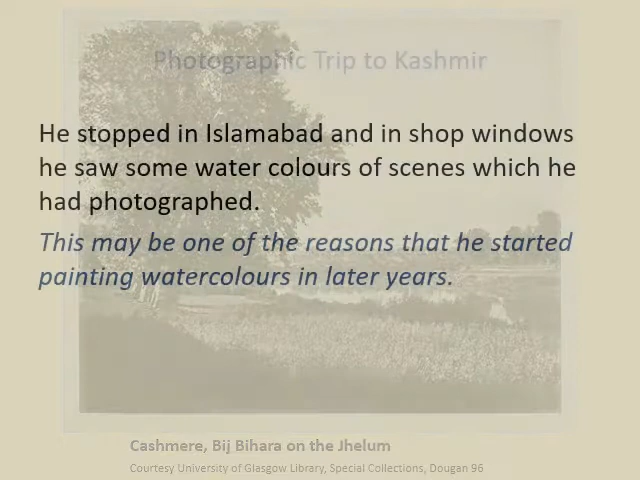 Photographic Trip to Kashmir
He stopped in Islamabad and in shop windows
he saw some water colours of scenes which he
had photographed.
This may be one of the reasons that he started
painting watercolours in later years.
Cashmere, Bij Bihara on the Jhelum
Courtesy University of Glasgow Library, Special Collections, Dougan 96